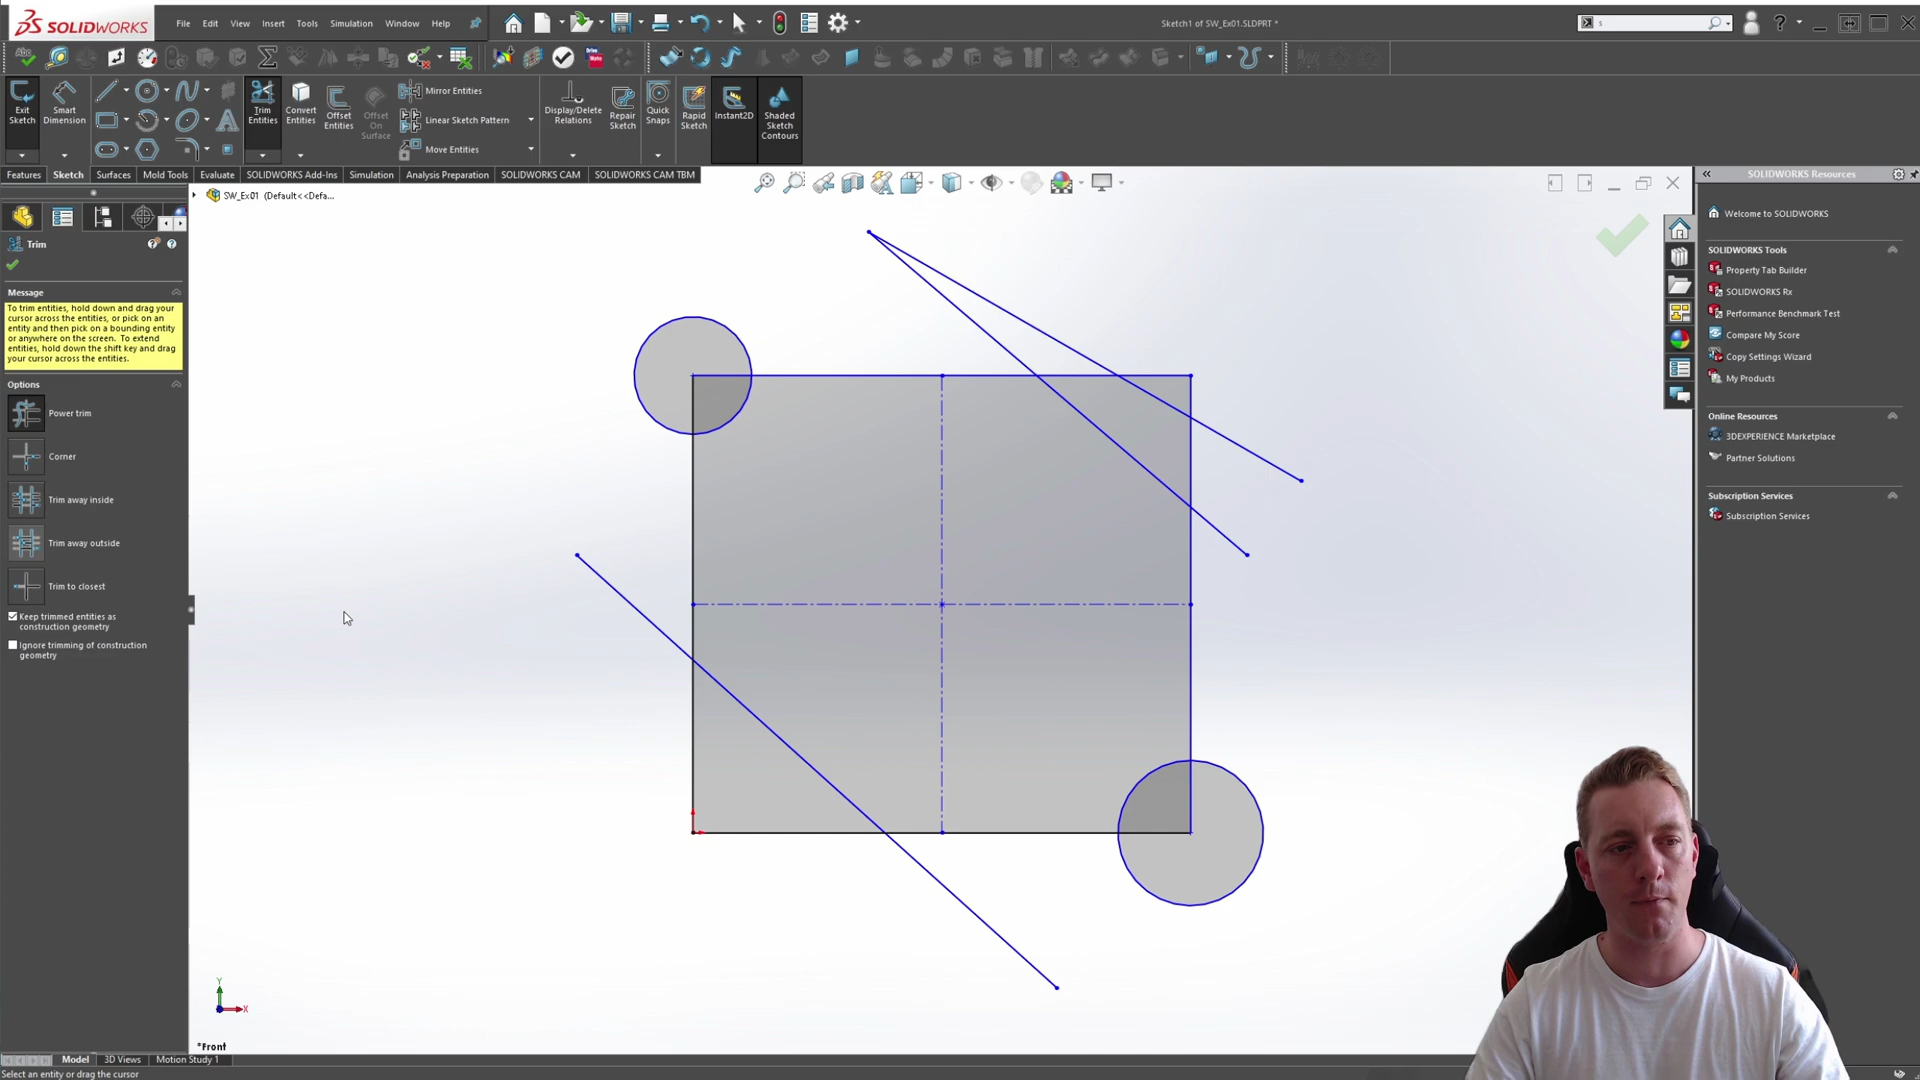 SOLIDWORKS
File Edit View Insert Tools Simulation Window Help
Sketch1 of SW_Ex01.SLDPRT *
s
Exit Sketch
Smart Dimension
Trim Entities
Convert Entities
Offset Entities
Offset On Surface
Mirror Entities
Linear Sketch Pattern
Move Entities
Display/Delete Relations
Repair Sketch
Quick Snaps
Rapid Sketch
Instant2D
Shaded Sketch Contours
Features Sketch Surfaces Mold Tools Evaluate SOLIDWORKS Add-Ins Simulation Analysis Preparation SOLIDWORKS CAM SOLIDWORKS CAM TBM
SW_Ex01 (Default<<Defa...
Trim
Message
To trim entities, hold down and drag your
cursor across the entities, or pick on an
entity and then pick on a bounding entity
or anywhere on the screen. To extend
entities, hold down the shift key and drag
your cursor across the entities.
Options
Power trim
Corner
Trim away inside
Trim away outside
Trim to closest
Keep trimmed entities as
construction geometry
Ignore trimming of construction
geometry
Y
X
*Front
SOLIDWORKS Resources
Welcome to SOLIDWORKS
SOLIDWORKS Tools
Property Tab Builder
SOLIDWORKS Rx
Performance Benchmark Test
Compare My Score
Copy Settings Wizard
My Products
Online Resources
3DEXPERIENCE Marketplace
Partner Solutions
Subscription Services
Subscription Services
Model 3D Views Motion Study 1
Select an entity or drag the cursor